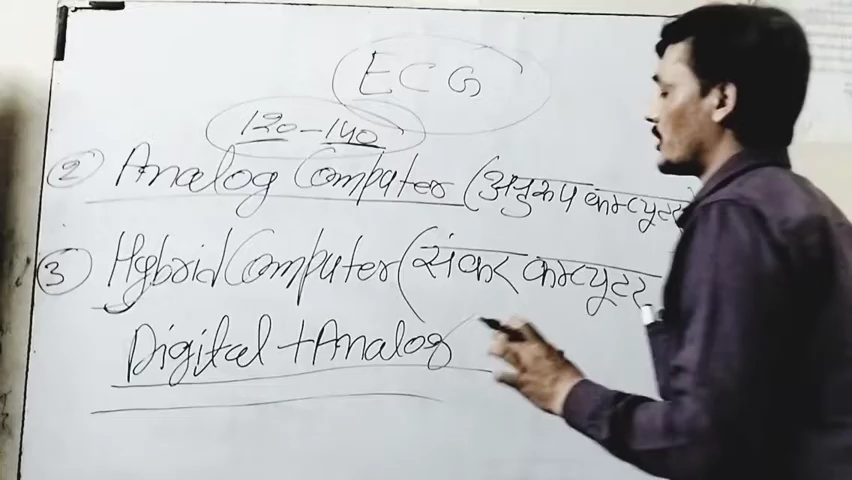 ECG
120-140
② Analog Computer (अनुरूप कम्प्यूटर)
③ Hybrid Computer (संकर कम्प्यूटर
Digital + Analog